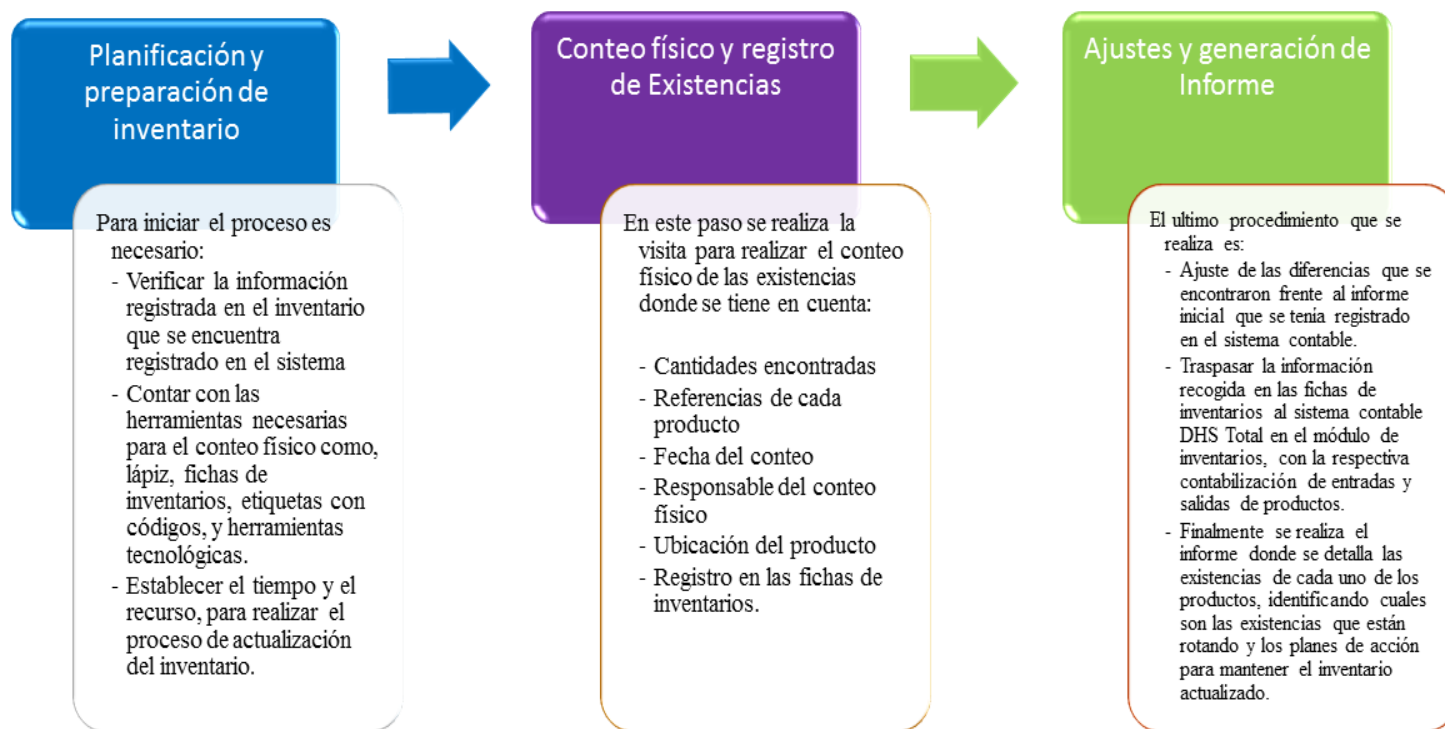 Planificación y
preparación de
inventario
Para iniciar el proceso es
necesario:
- Verificar la información
registrada en el inventario
que se encuentra
registrado en el sistema
- Contar con las
herramientas necesarias
para el conteo físico como,
lápiz, fichas de
inventarios, etiquetas con
códigos, y herramientas
tecnológicas.
- Establecer el tiempo y el
recurso, para realizar el
proceso de actualización
del inventario.
Conteo físico y registro
de Existencias
En este paso se realiza la
visita para realizar el conteo
físico de las existencias
donde se tiene en cuenta:
- Cantidades encontradas
- Referencias de cada
producto
- Fecha del conteo
- Responsable del conteo
físico
- Ubicación del producto
- Registro en las fichas de
inventarios.
Ajustes y generación de
Informe
El ultimo procedimiento que se
realiza es:
- Ajuste de las diferencias que se
encontraron frente al informe
inicial que se tenía registrado
en el sistema contable.
- Traspasar la información
recogida en las fichas de
inventarios al sistema contable
DHS Total en el módulo de
inventarios, con la respectiva
contabilización de entradas y
salidas de productos.
- Finalmente se realiza el
informe donde se detalla las
existencias de cada uno de los
productos, identificando cuales
son las existencias que están
rotando y los planes de acción
para mantener el inventario
actualizado.